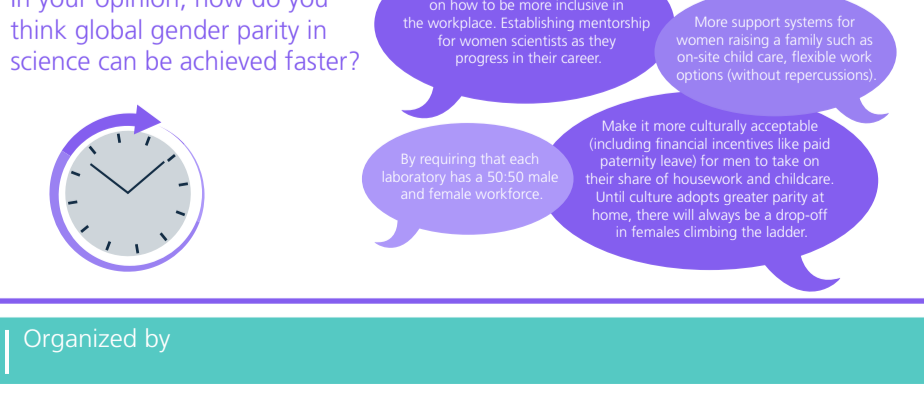 In your opinion, how do you
think global gender parity in
science can be achieved faster?
on how to be more inclusive in
the workplace. Establishing mentorship
for women scientists as they
progress in their career.
More support systems for
women raising a family such as
on-site child care, flexible work
options (without repercussions).
By requiring that each
laboratory has a 50:50 male
and female workforce.
Make it more culturally acceptable
(including financial incentives like paid
paternity leave) for men to take on
their share of housework and childcare.
Until culture adopts greater parity at
home, there will always be a drop-off
in females climbing the ladder.
Organized by